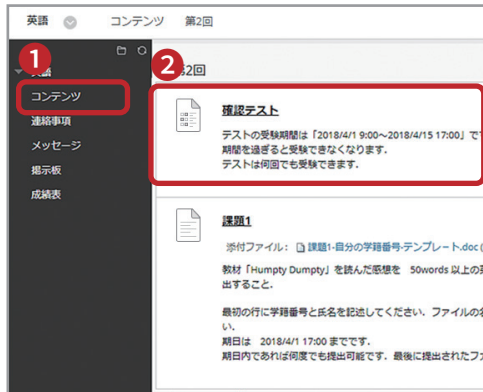 英語 コンテンツ 第2回
1
2
第2回
英語
コンテンツ
連絡事項
メッセージ
掲示板
成績表
確認テスト
テストの受験期間は「2018/4/1 9:00～2018/4/15 17:00」で
期間を過ぎると受験できなくなります．
テストは何回でも受験できます．
課題1
添付ファイル： 課題1-自分の学籍番号-テンプレート.doc (
教材「Humpty Dumpty」を読んだ感想を 50words 以上の
出すること．
最初の行に学籍番号と氏名を記述してください．ファイルの
い．
期日は 2018/4/1 17:00 までです．
期日内であれば何度でも提出可能です．最後に提出された